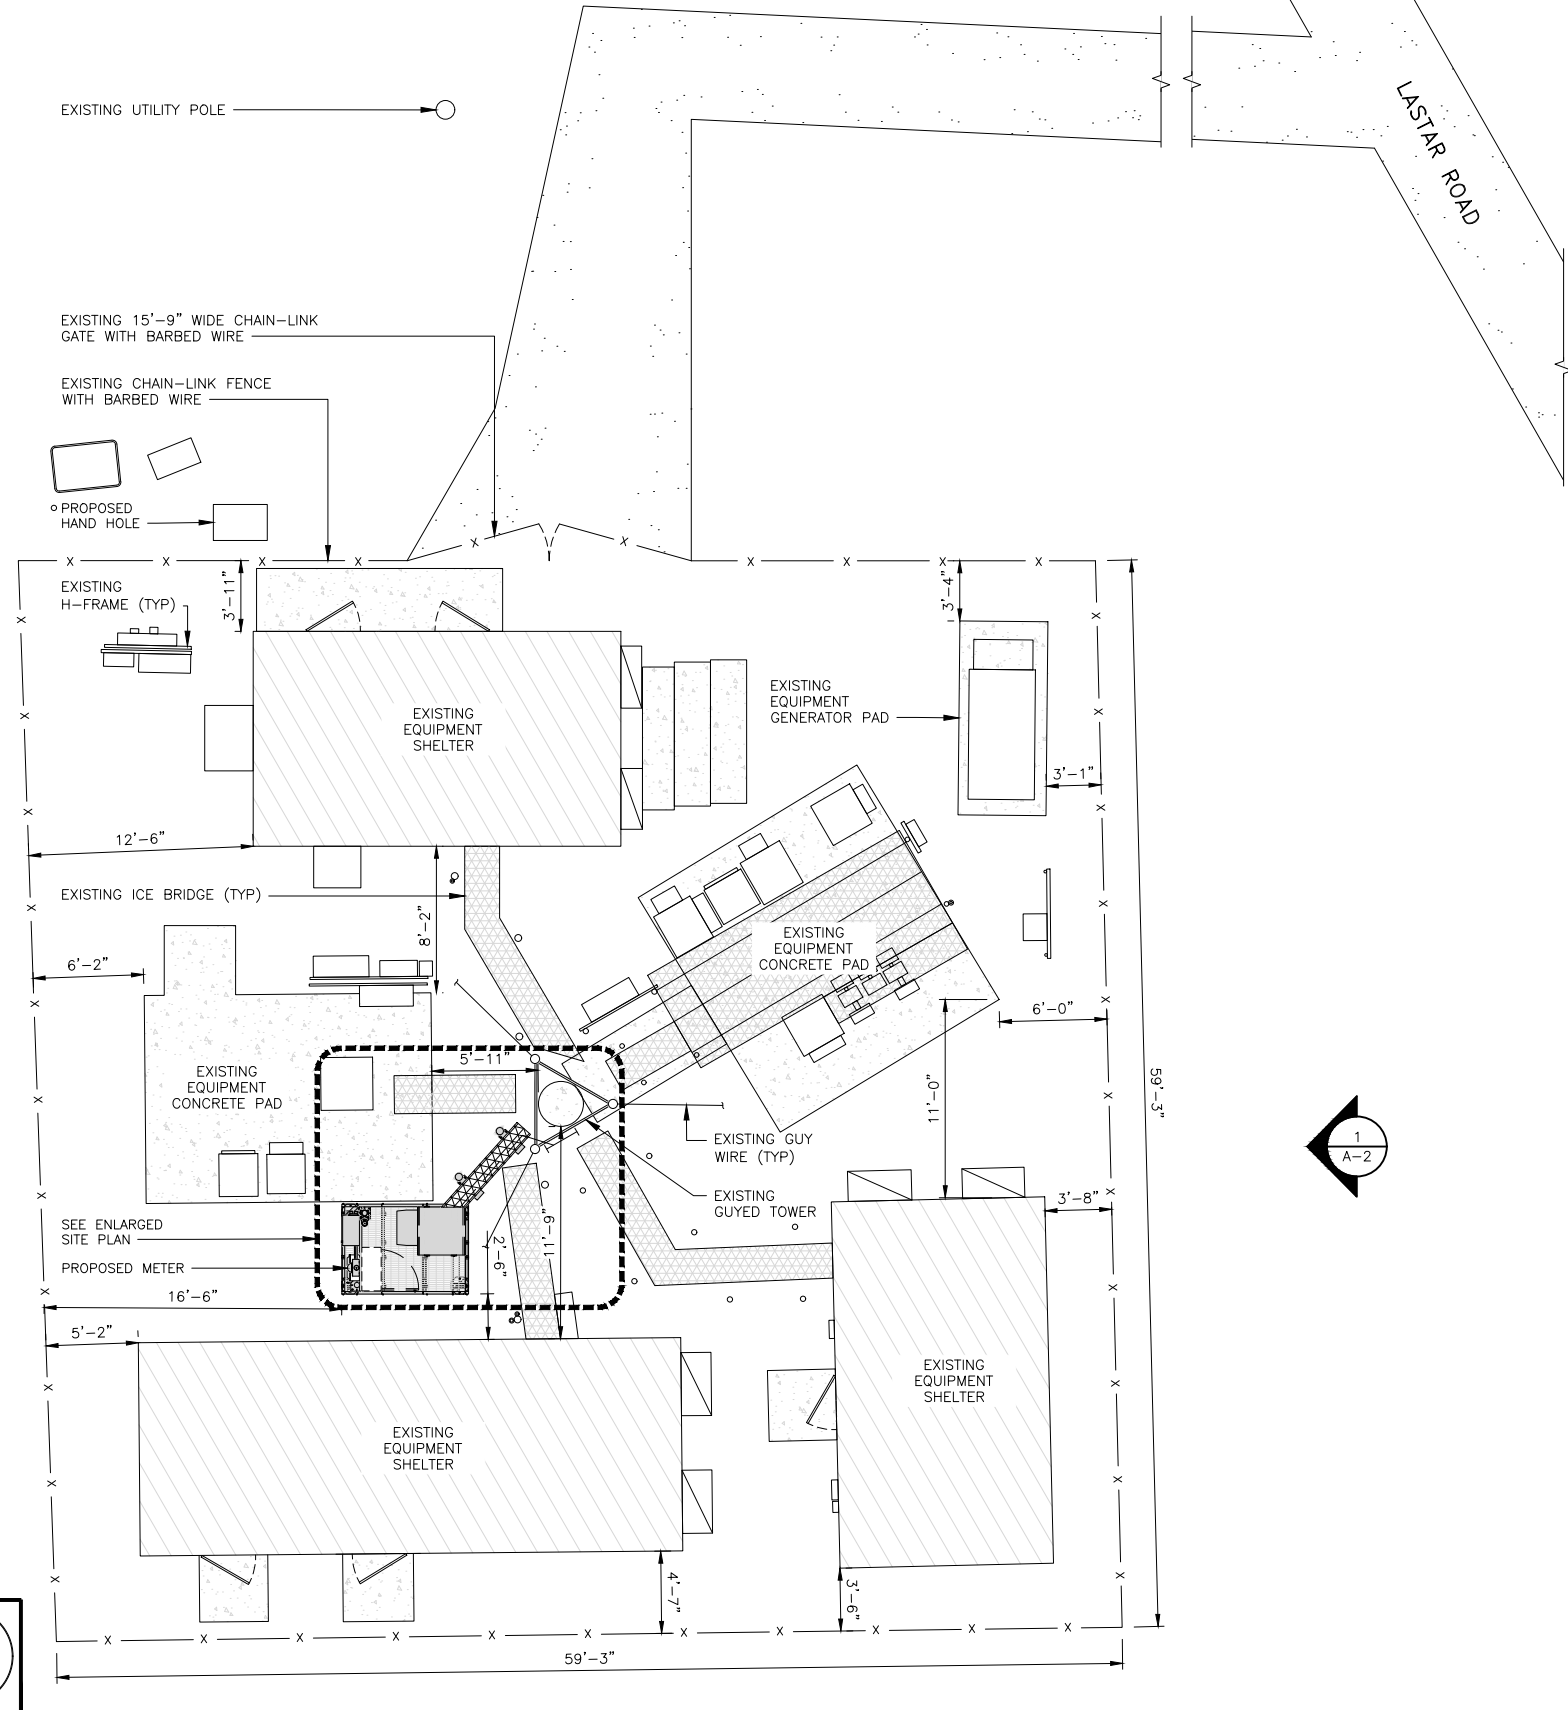 LASTAR ROAD
EXISTING UTILITY POLE
EXISTING 15'-9" WIDE CHAIN-LINK
GATE WITH BARBED WIRE
EXISTING CHAIN-LINK FENCE
WITH BARBED WIRE
PROPOSED
HAND HOLE
EXISTING
H-FRAME (TYP)
3'-11"
3'-4"
EXISTING
EQUIPMENT
SHELTER
EXISTING
EQUIPMENT
GENERATOR PAD
3'-1"
12'-6"
EXISTING ICE BRIDGE (TYP)
8'-2"
EXISTING
EQUIPMENT
CONCRETE PAD
6'-2"
6'-0"
5'-11"
EXISTING
EQUIPMENT
CONCRETE PAD
11'-0"
59'-3"
EXISTING GUY
WIRE (TYP)
1
A-2
EXISTING
GUYED TOWER
3'-8"
SEE ENLARGED
SITE PLAN
PROPOSED METER
2'-6"
11'-9"
16'-6"
5'-2"
EXISTING
EQUIPMENT
SHELTER
EXISTING
EQUIPMENT
SHELTER
4'-7"
3'-6"
59'-3"